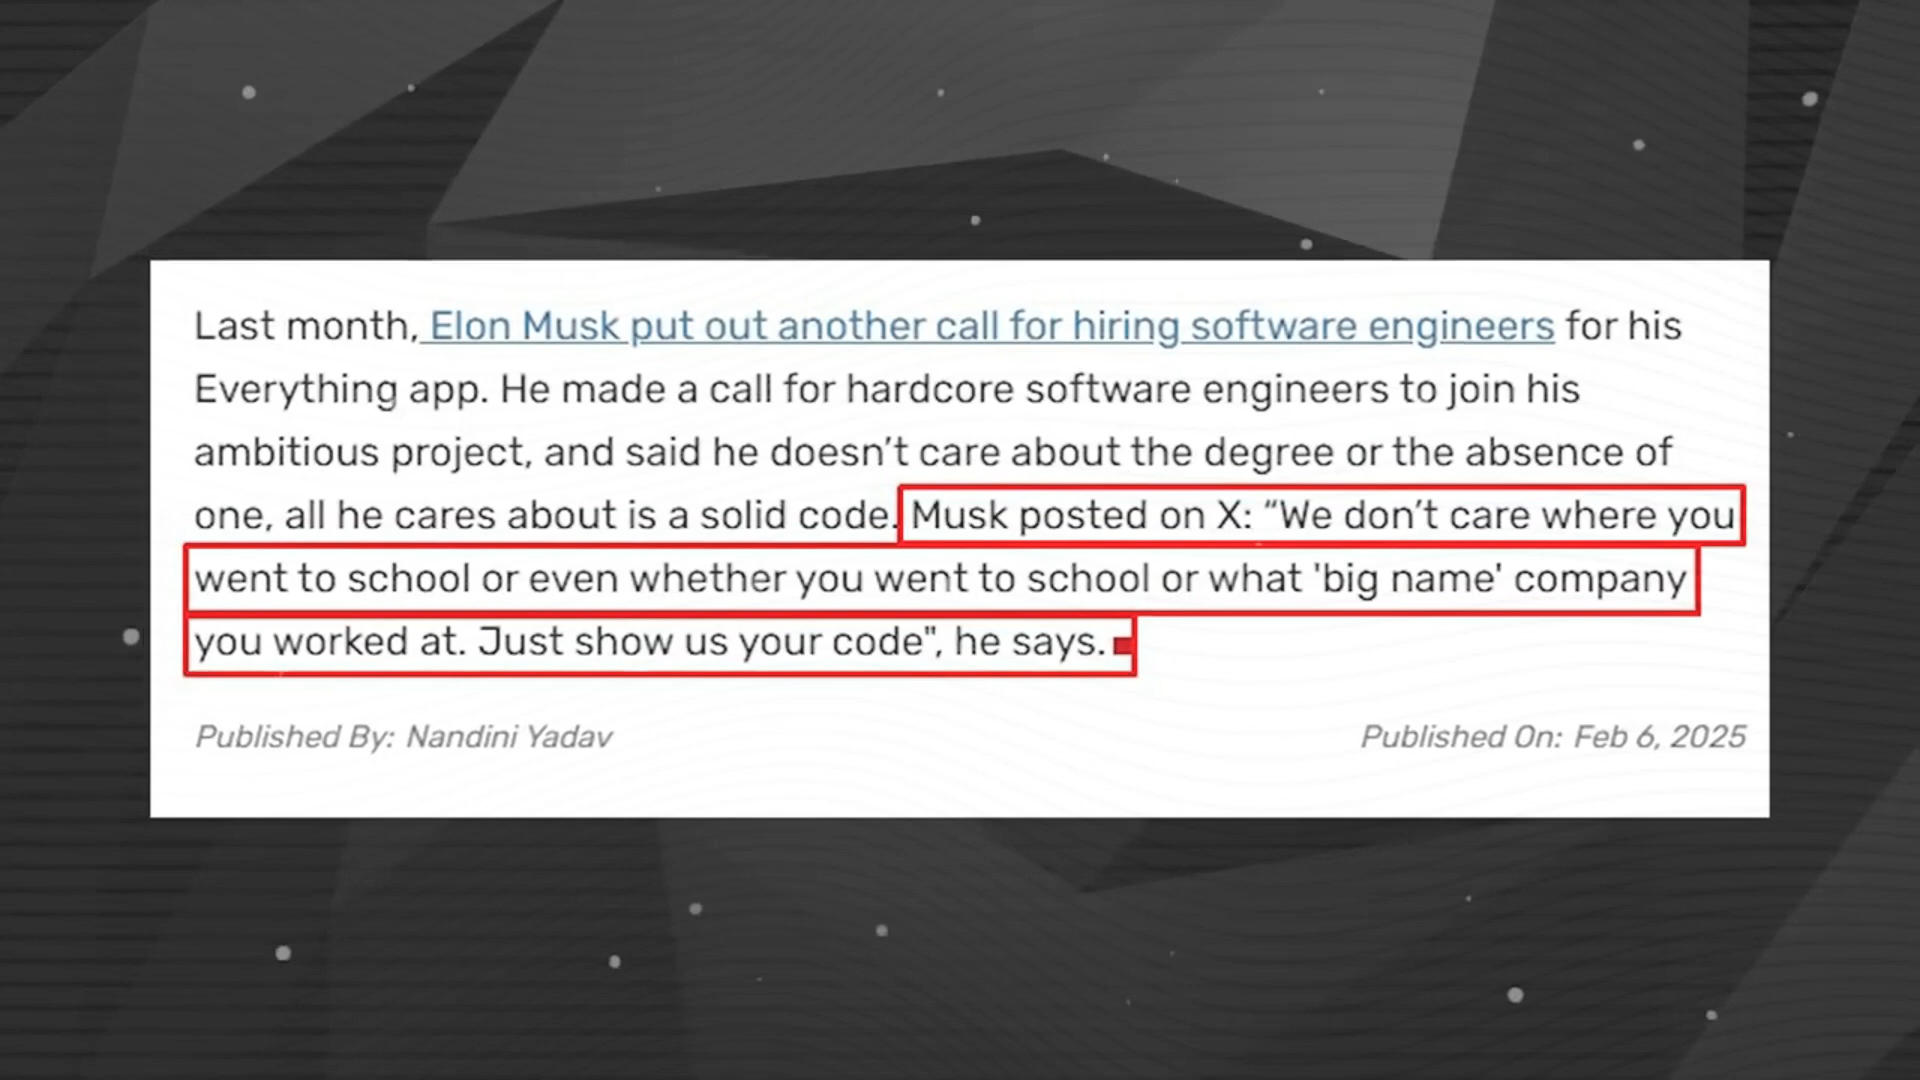 Last month, Elon Musk put out another call for hiring software engineers for his
Everything app. He made a call for hardcore software engineers to join his
ambitious project, and said he doesn’t care about the degree or the absence of
one, all he cares about is a solid code. Musk posted on X: “We don’t care where you
went to school or even whether you went to school or what 'big name' company
you worked at. Just show us your code", he says.
Published By: Nandini Yadav
Published On: Feb 6, 2025